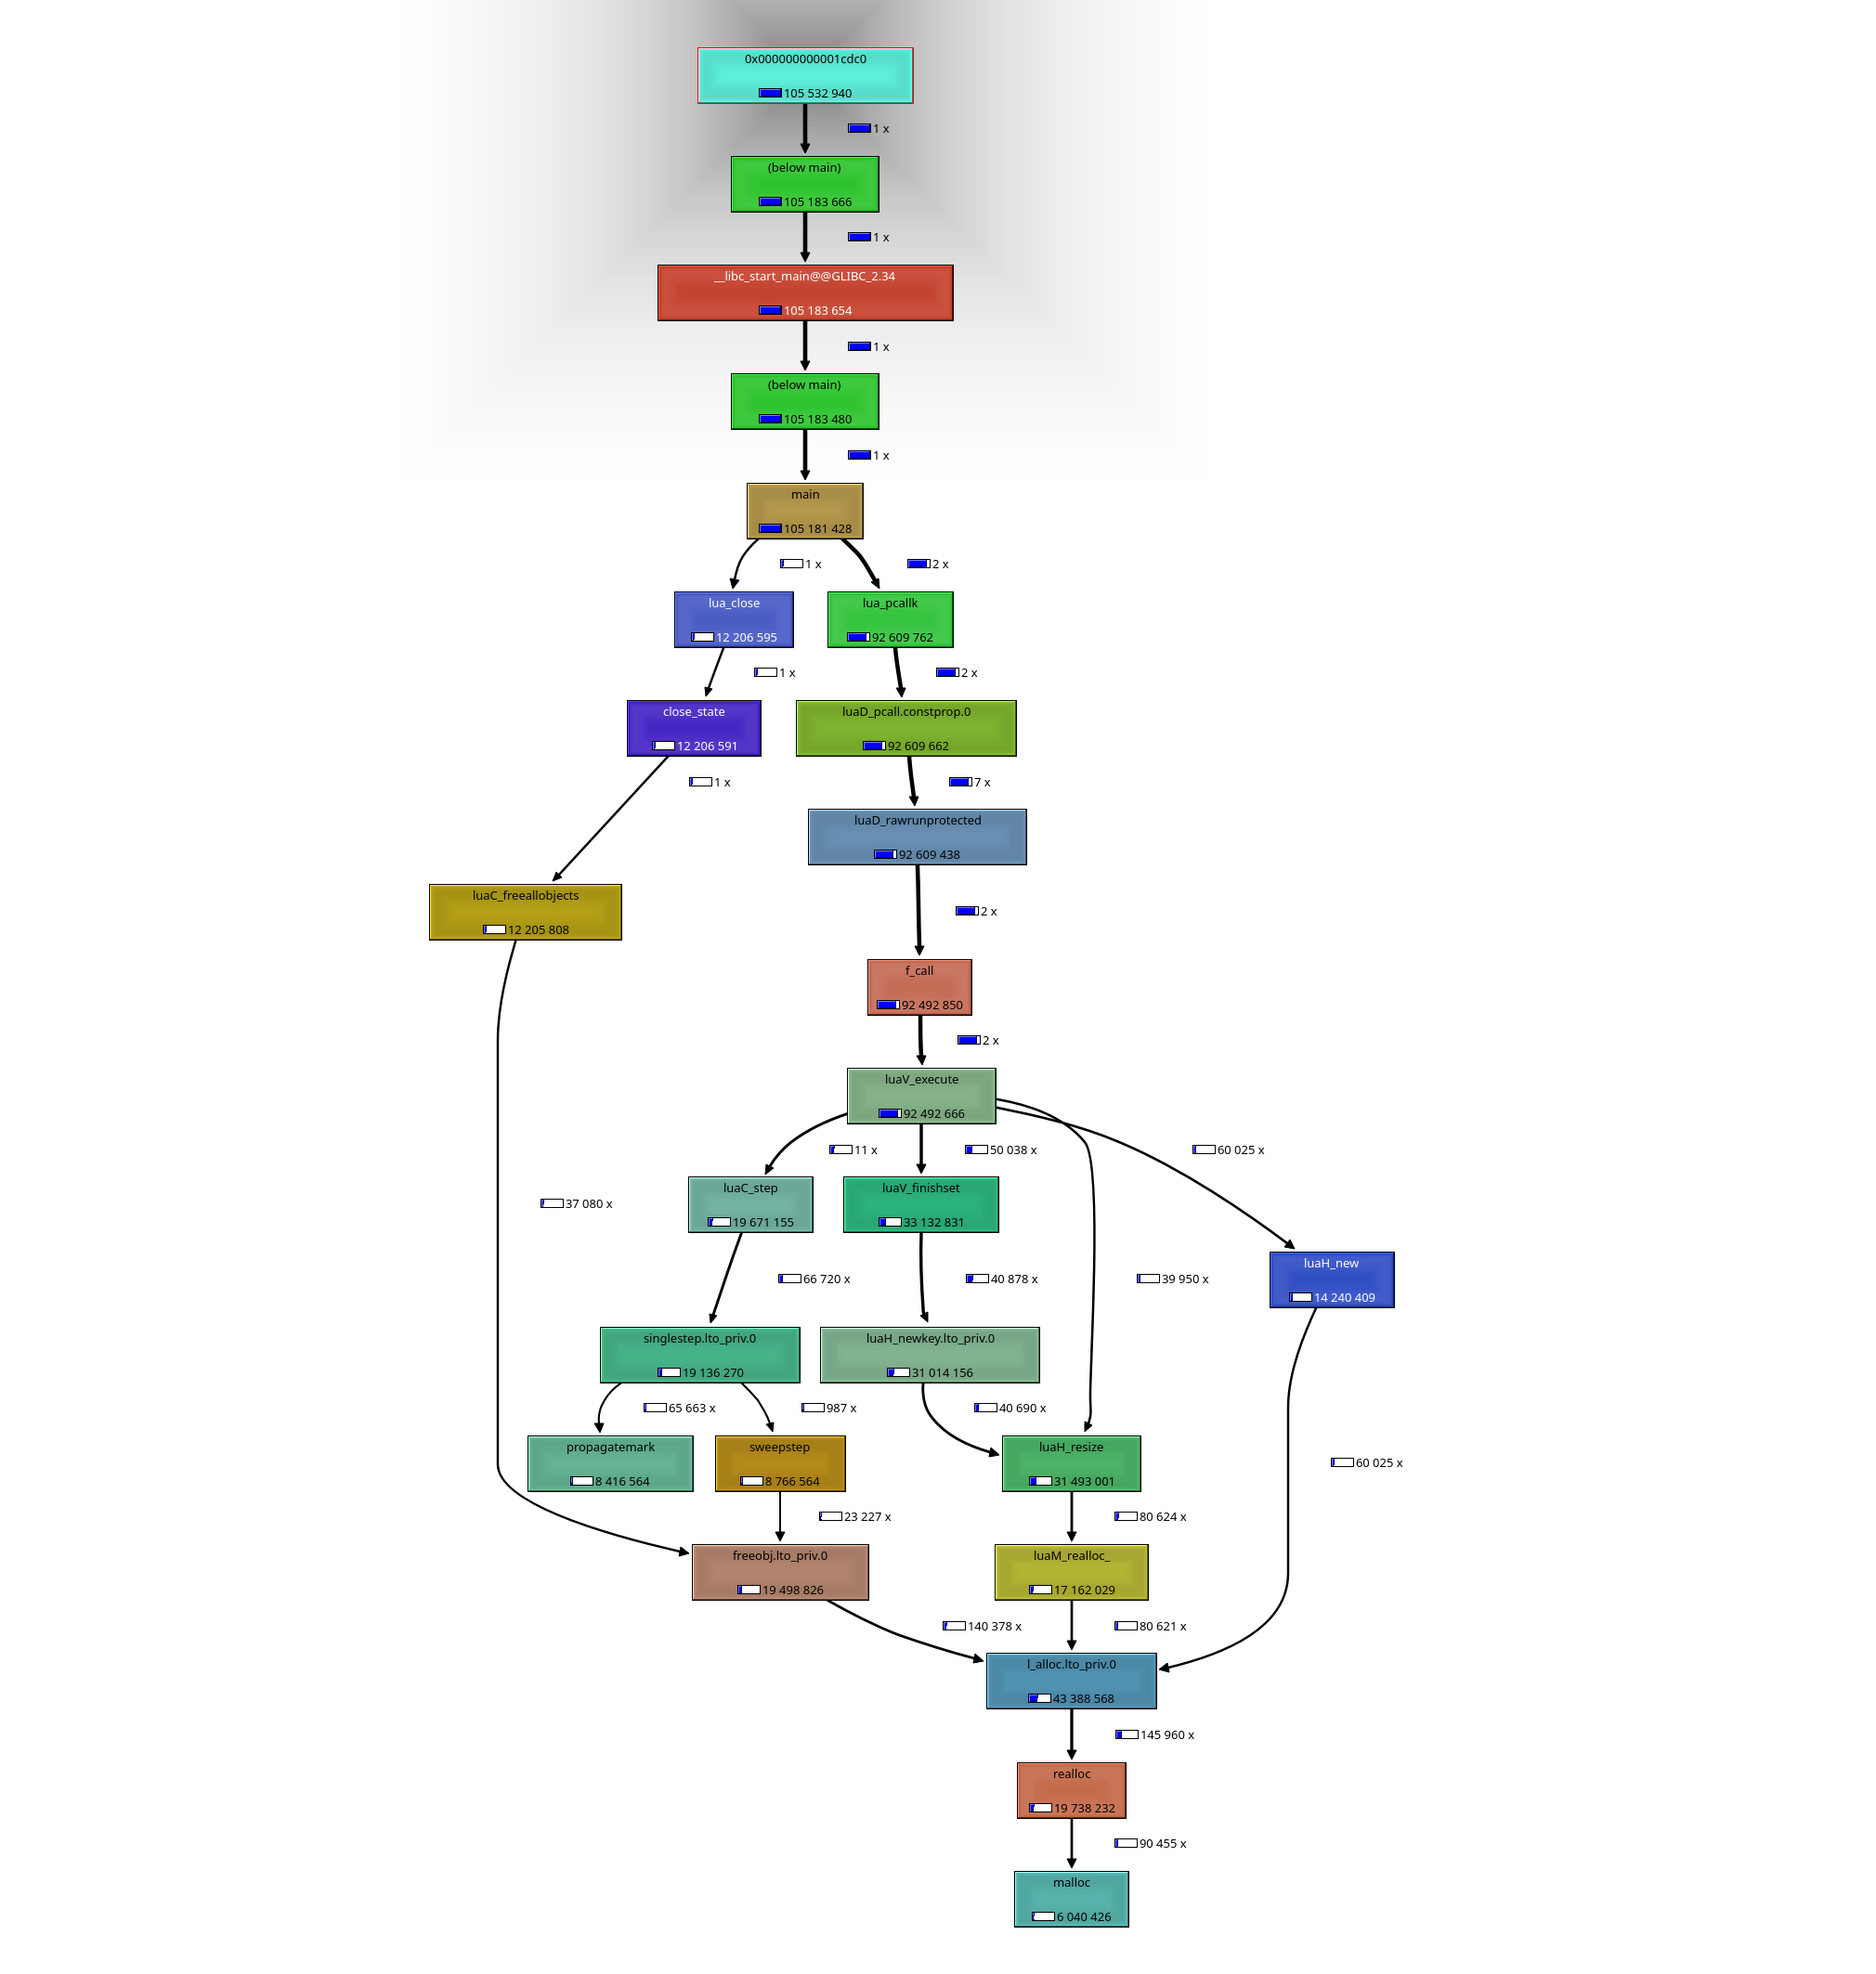 0x000000000001cdc0
105 532 940
1 x
(below main)
105 183 666
1 x
__libc_start_main@@GLIBC_2.34
105 183 654
1 x
(below main)
105 183 480
1 x
main
105 181 428
1 x
2 x
lua_close
12 206 595
lua_pcallk
92 609 762
1 x
2 x
close_state
12 206 591
luaD_pcall.constprop.0
92 609 662
1 x
7 x
luaD_rawrunprotected
92 609 438
luaC_freeallobjects
12 205 808
2 x
f_call
92 492 850
2 x
luaV_execute
92 492 666
11 x
50 038 x
60 025 x
luaC_step
19 671 155
luaV_finishset
33 132 831
37 080 x
luaH_new
14 240 409
66 720 x
40 878 x
39 950 x
singlestep.lto_priv.0
19 136 270
luaH_newkey.lto_priv.0
31 014 156
65 663 x
987 x
40 690 x
propagatemark
8 416 564
sweepstep
8 766 564
luaH_resize
31 493 001
60 025 x
23 227 x
80 624 x
freeobj.lto_priv.0
19 498 826
luaM_realloc_
17 162 029
140 378 x
80 621 x
l_alloc.lto_priv.0
43 388 568
145 960 x
realloc
19 738 232
90 455 x
malloc
6 040 426